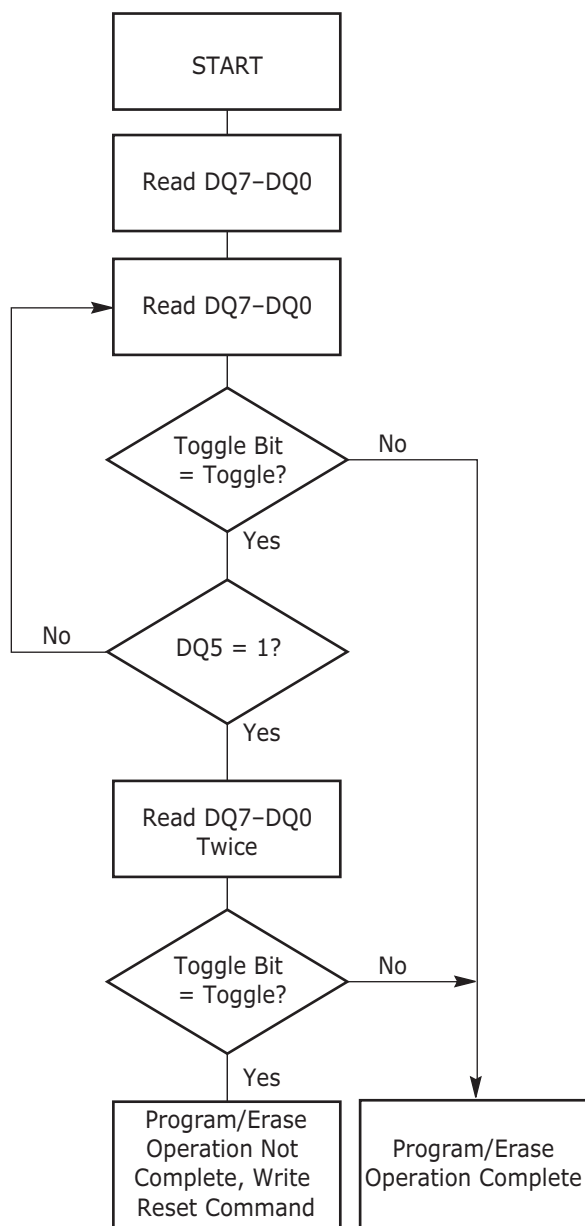 START
Read DQ7–DQ0
Read DQ7–DQ0
Toggle Bit
= Toggle?
No
Yes
No
DQ5 = 1?
Yes
Read DQ7–DQ0
Twice
Toggle Bit
= Toggle?
No
Yes
Program/Erase
Operation Not
Complete, Write
Reset Command
Program/Erase
Operation Complete